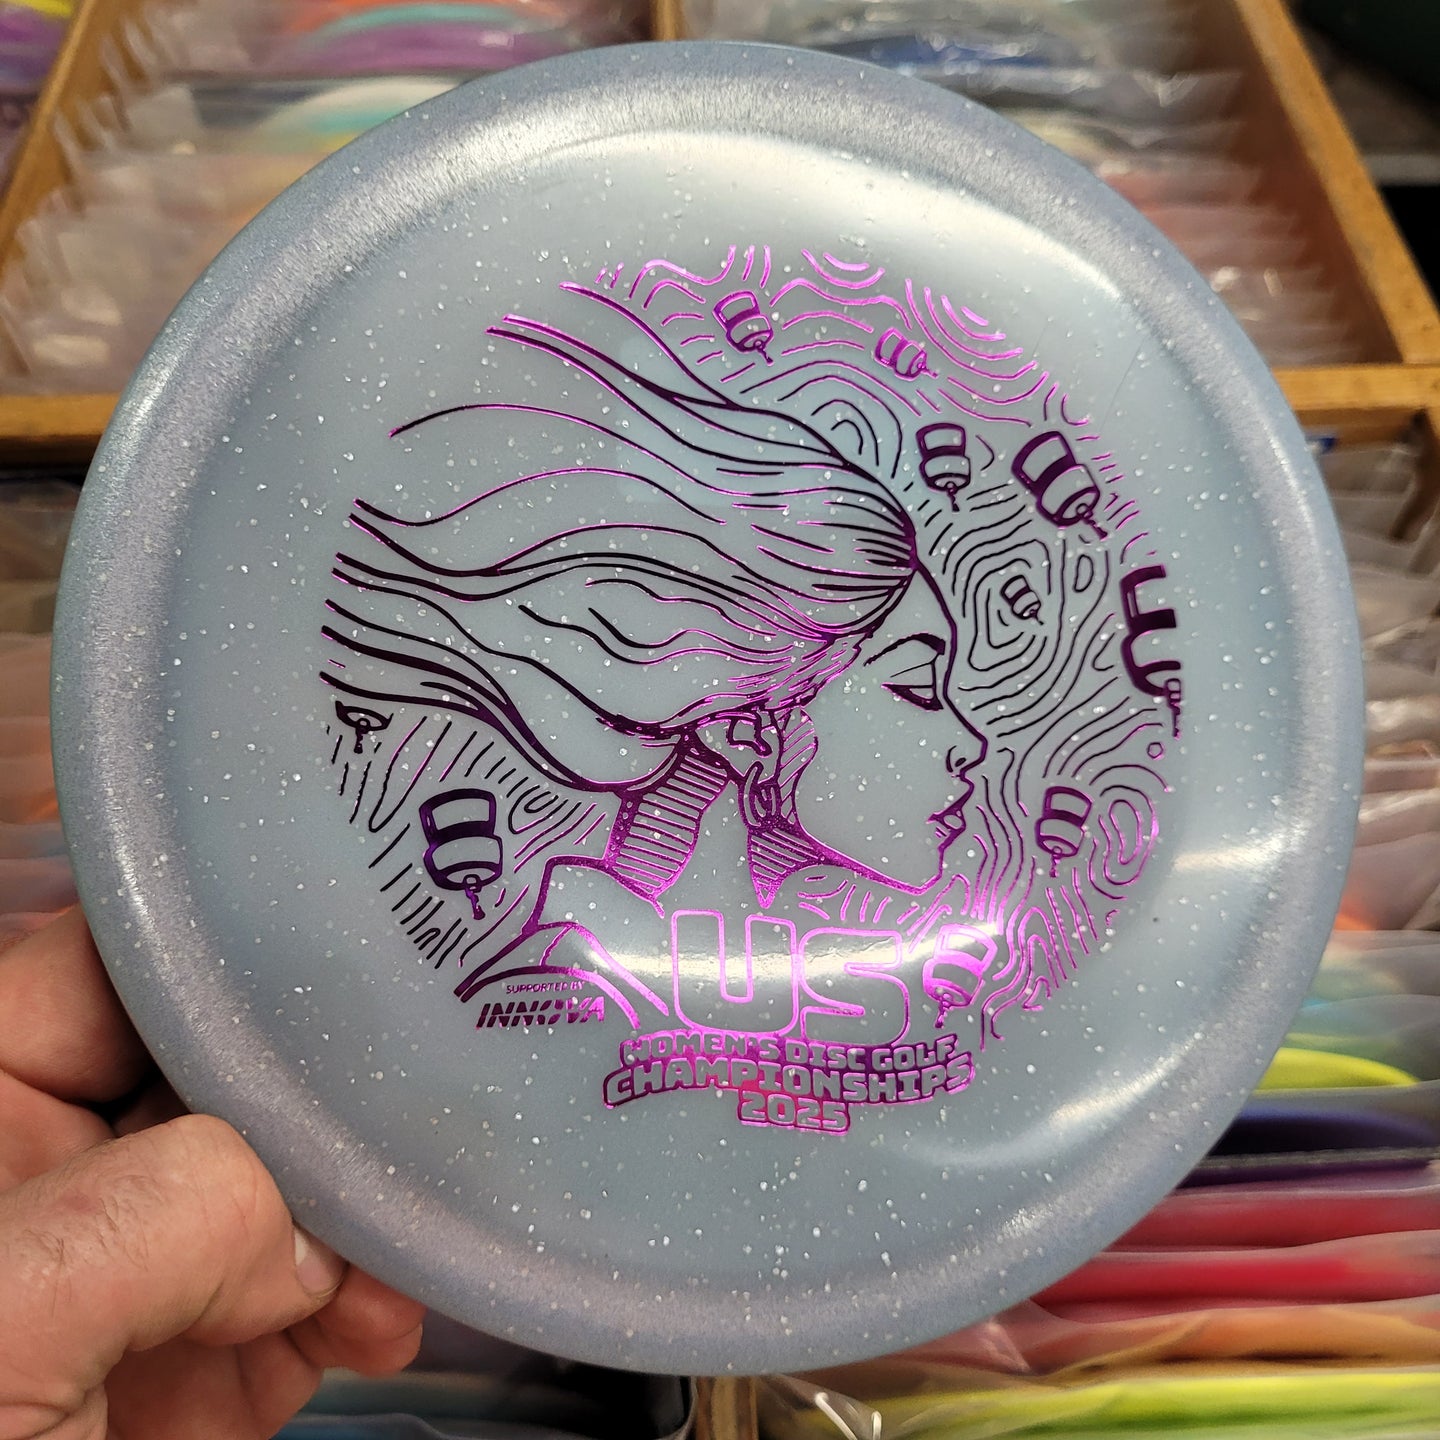 SUPPORTED BY
INNOVA
US
WOMEN'S DISC GOLF
CHAMPIONSHIPS
2025